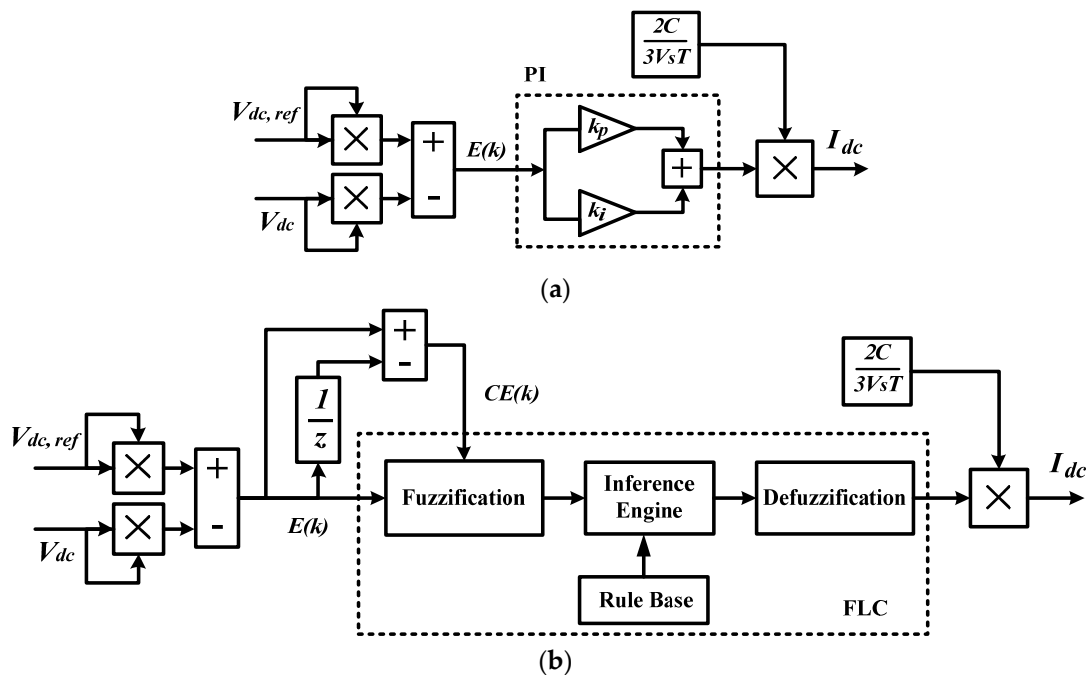 2C
3VsT
PI
Vdc, ref
×
+
-
E(k)
kp
ki
+
×
Idc
Vdc
×
(a)
+
-
CE(k)
1
z
2C
3VsT
Vdc, ref
×
+
-
E(k)
Fuzzification
Inference
Engine
Defuzzification
×
Idc
Vdc
×
Rule Base
FLC
(b)